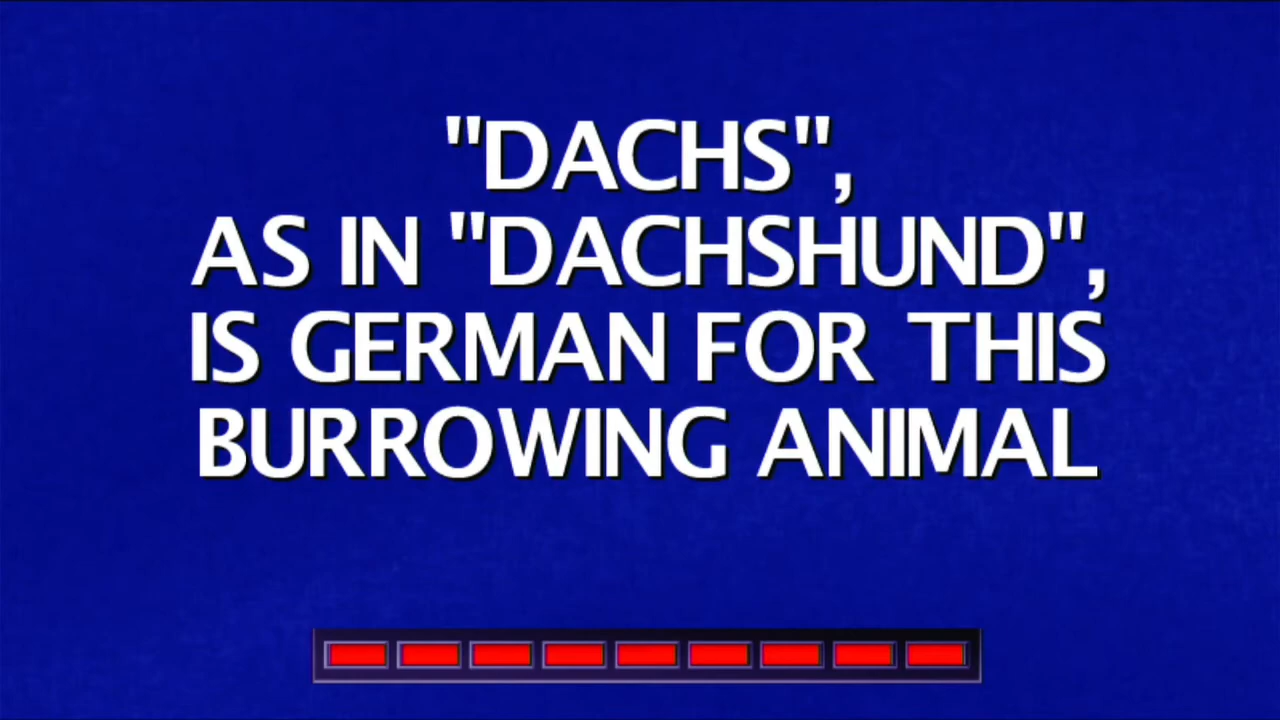 "DACHS",
AS IN "DACHSHUND",
IS GERMAN FOR THIS
BURROWING ANIMAL